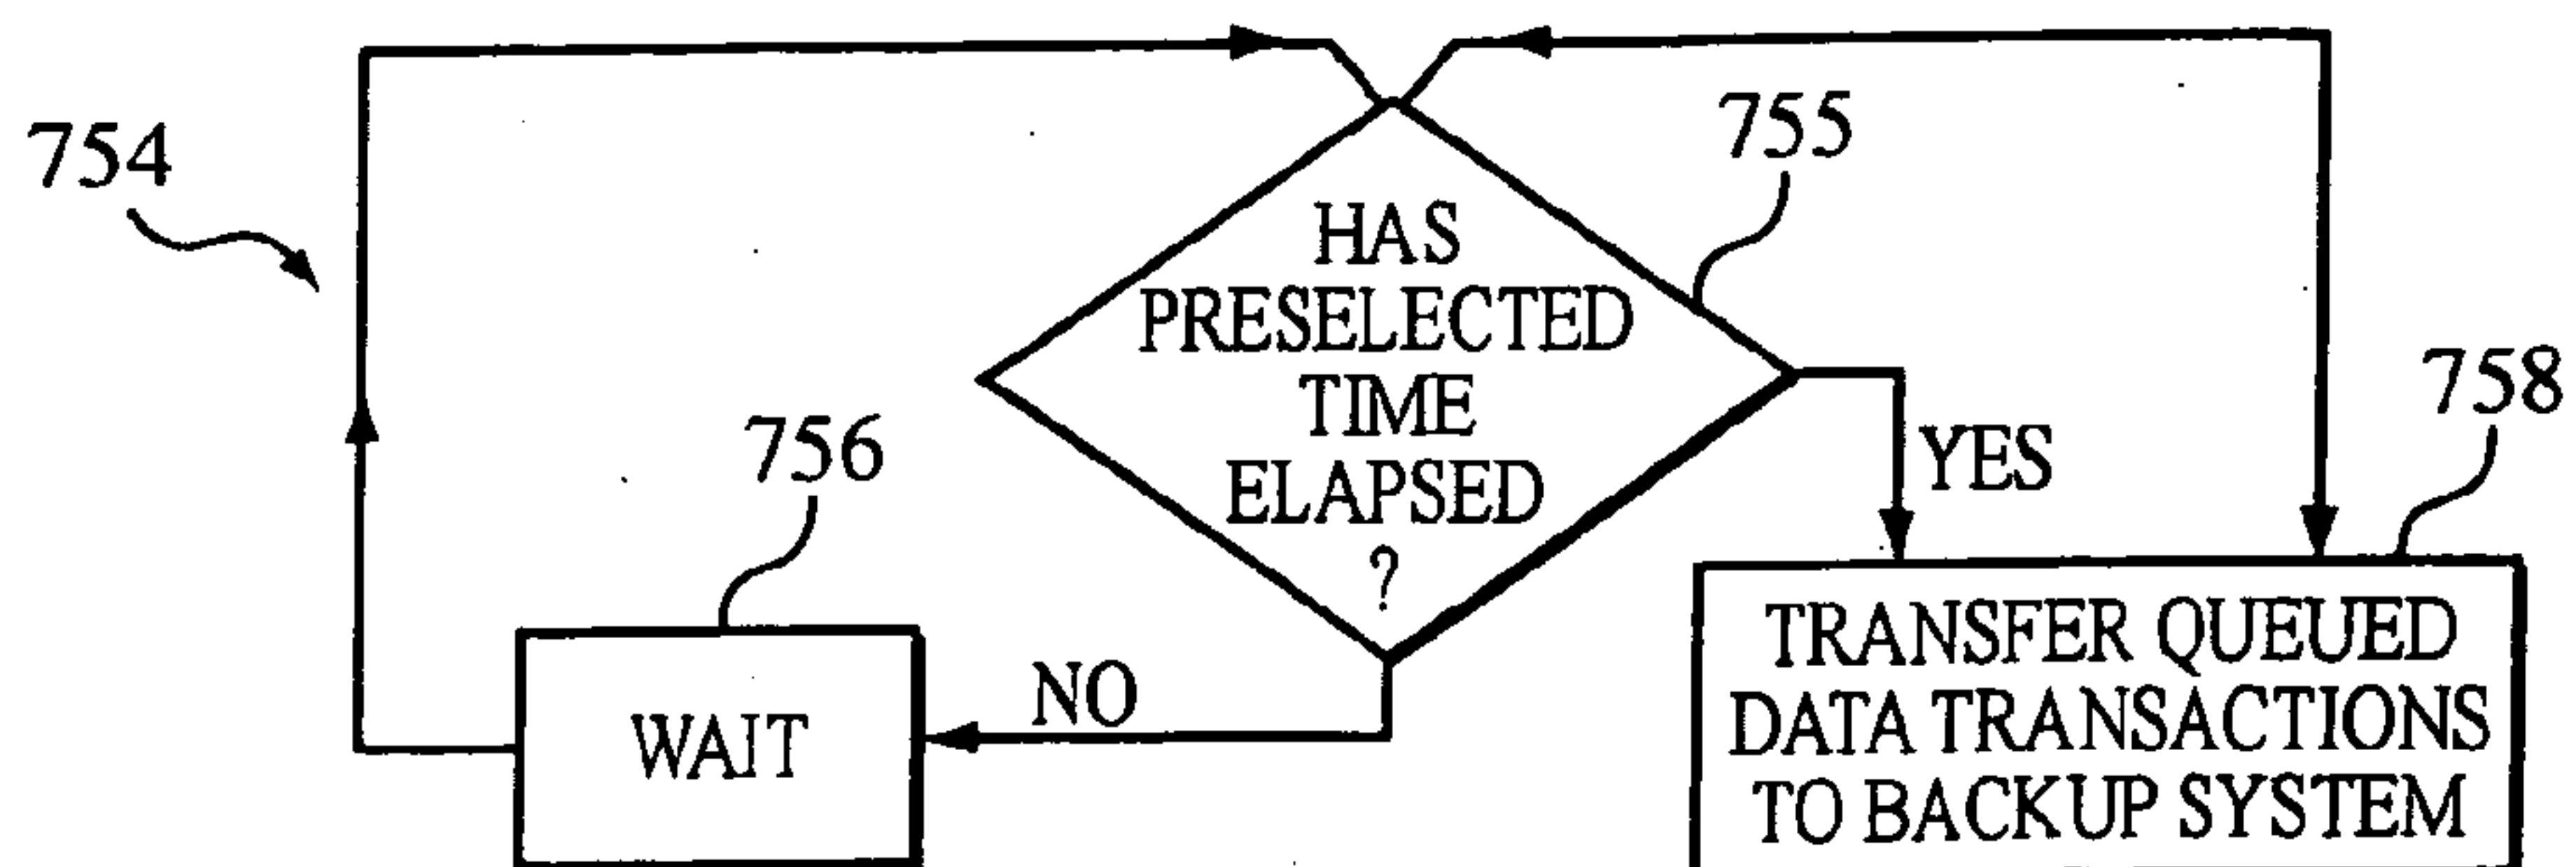 754
755
HAS
PRESELECTED
TIME
ELAPSED
?
YES
758
756
NO
WAIT
TRANSFER QUEUED
DATA TRANSACTIONS
TO BACKUP SYSTEM